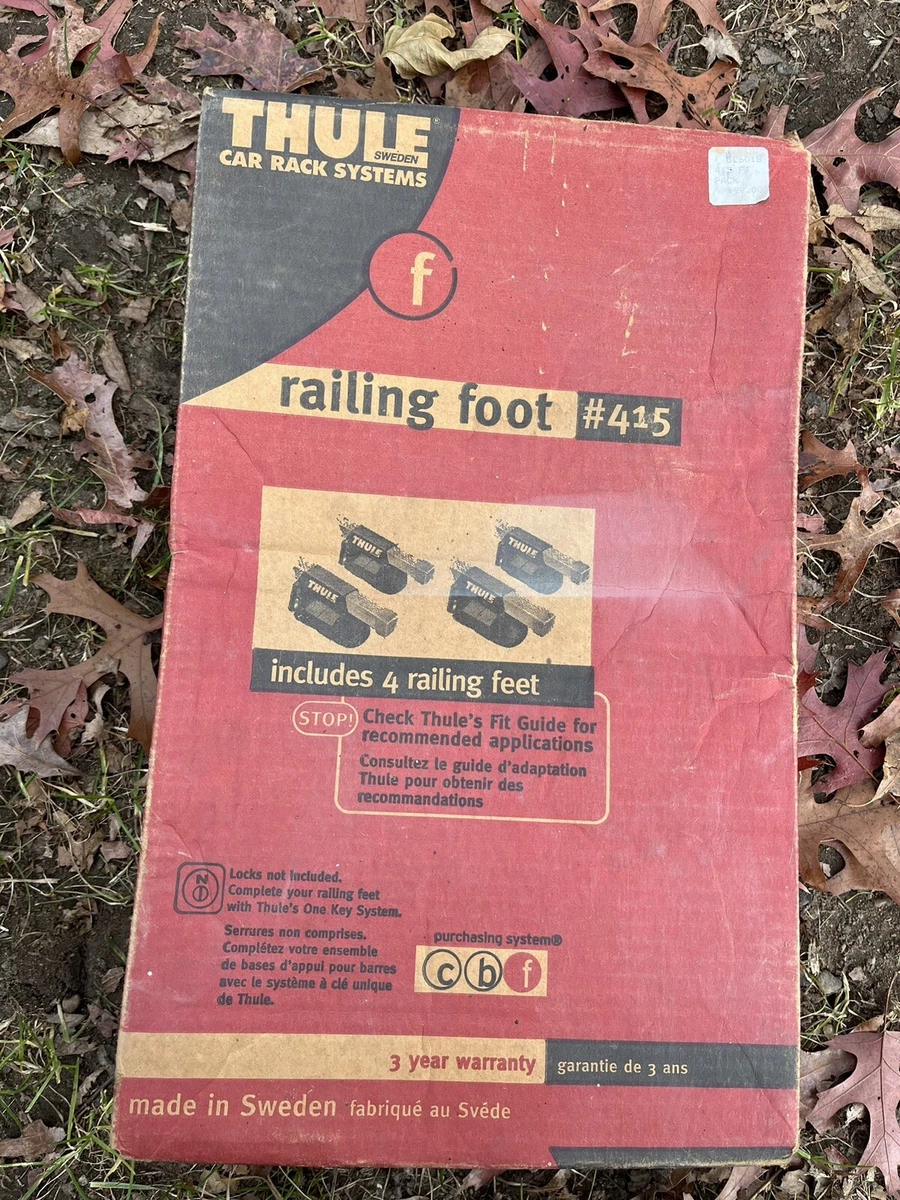 THULE®
SWEDEN
CAR RACK SYSTEMS
f
railing foot #415
THULE
THULE
THULE
THULE
includes 4 railing feet
STOP!
Check Thule's Fit Guide for
recommended applications
Consultez le guide d'adaptation
Thule pour obtenir des
recommandations
Locks not included.
Complete your railing feet
with Thule's One Key System.
Serrures non comprises.
Complétez votre ensemble
de bases d'appui pour barres
avec le système à clé unique
de Thule.
purchasing system®
c b f
3 year warranty garantie de 3 ans
made in Sweden fabriqué au Svéde